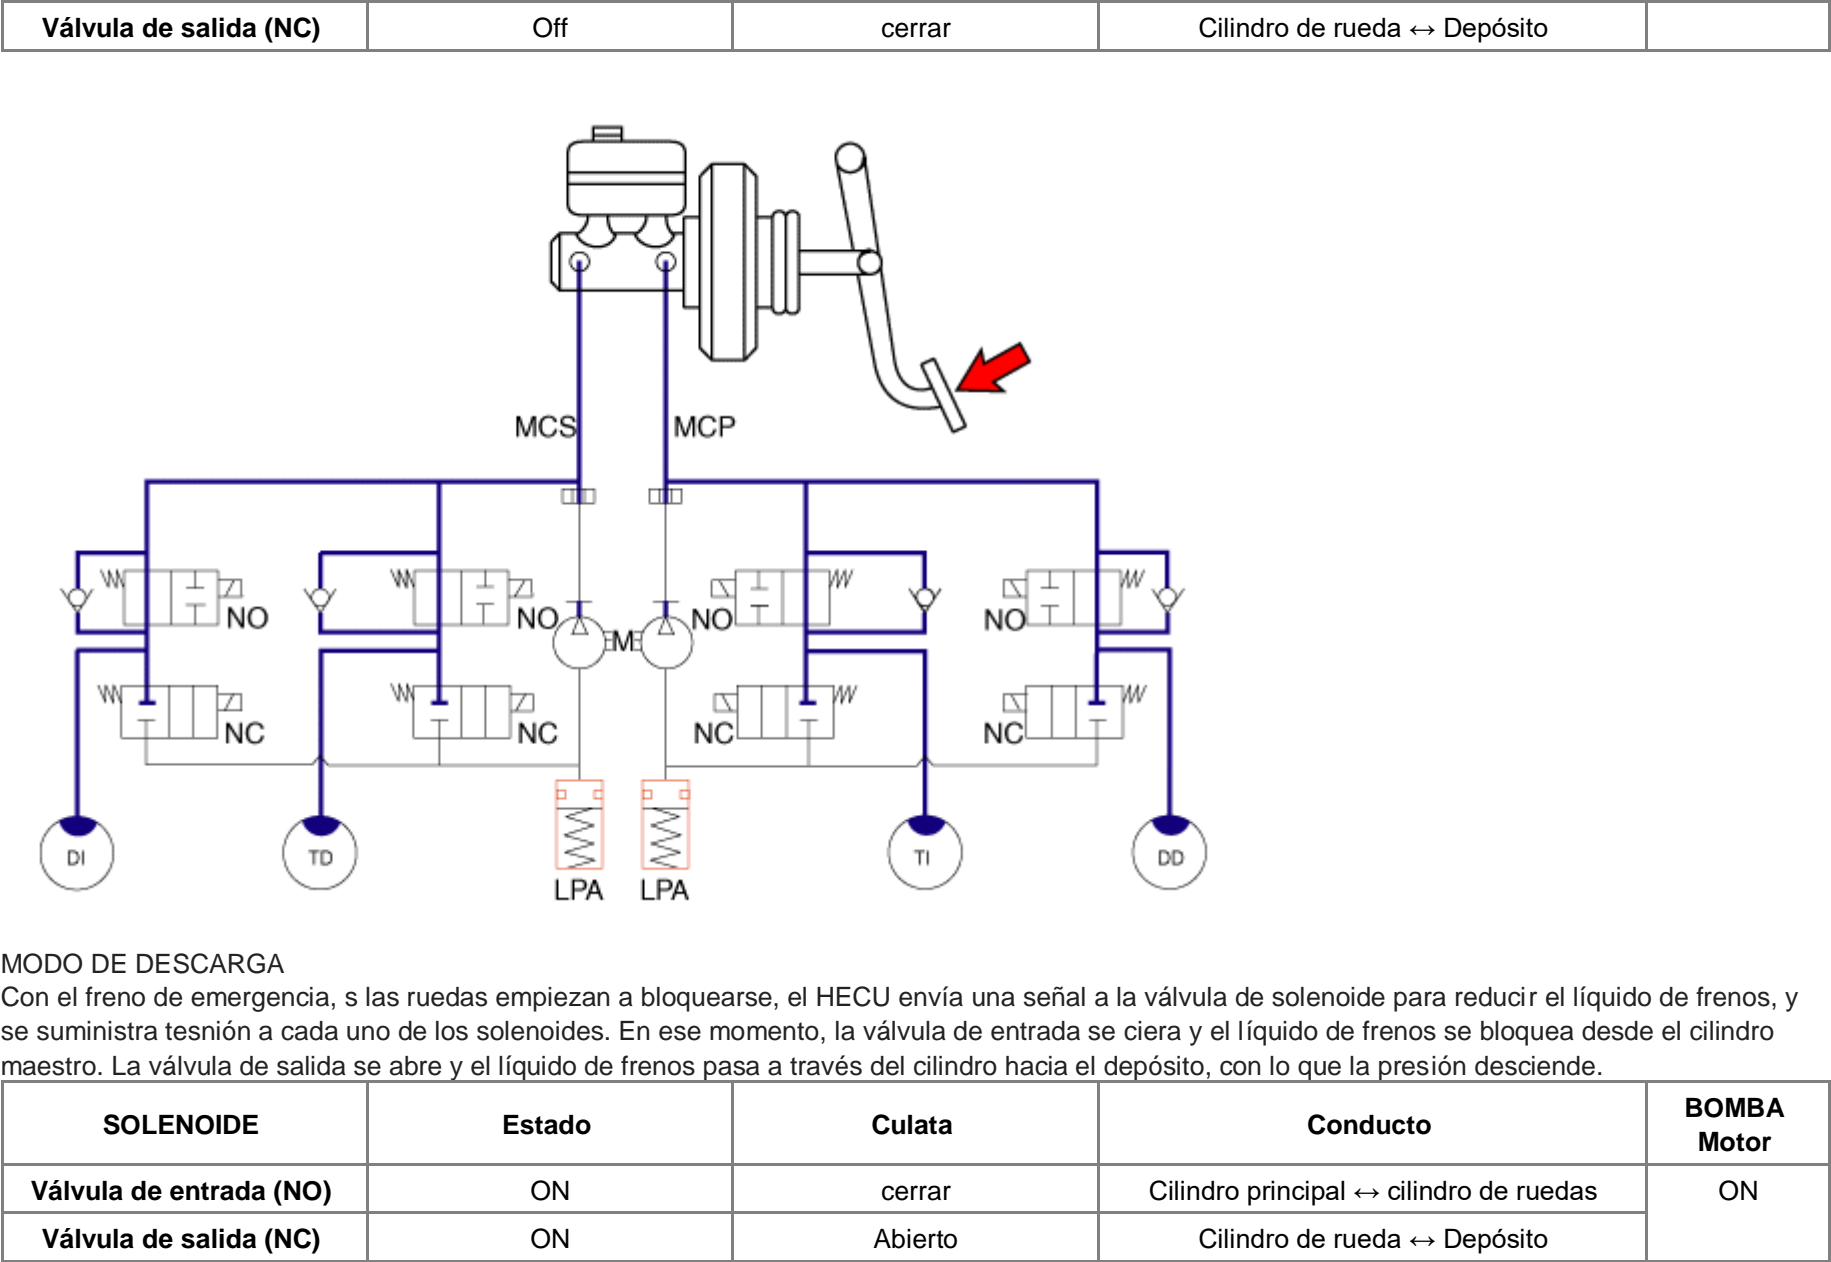 Válvula de salida (NC) Off cerrar Cilindro de rueda ↔ Depósito
MCS MCP
NO NO M NO NO
NC NC NC NC
DI TD TI DD
LPA LPA
MODO DE DESCARGA
Con el freno de emergencia, s las ruedas empiezan a bloquearse, el HECU envía una señal a la válvula de solenoide para reducir el líquido de frenos, y
se suministra tesnión a cada uno de los solenoides. En ese momento, la válvula de entrada se ciera y el líquido de frenos se bloquea desde el cilindro
maestro. La válvula de salida se abre y el líquido de frenos pasa a través del cilindro hacia el depósito, con lo que la presión desciende.
SOLENOIDE Estado Culata Conducto BOMBA
Motor
Válvula de entrada (NO) ON cerrar Cilindro principal ↔ cilindro de ruedas ON
Válvula de salida (NC) ON Abierto Cilindro de rueda ↔ Depósito